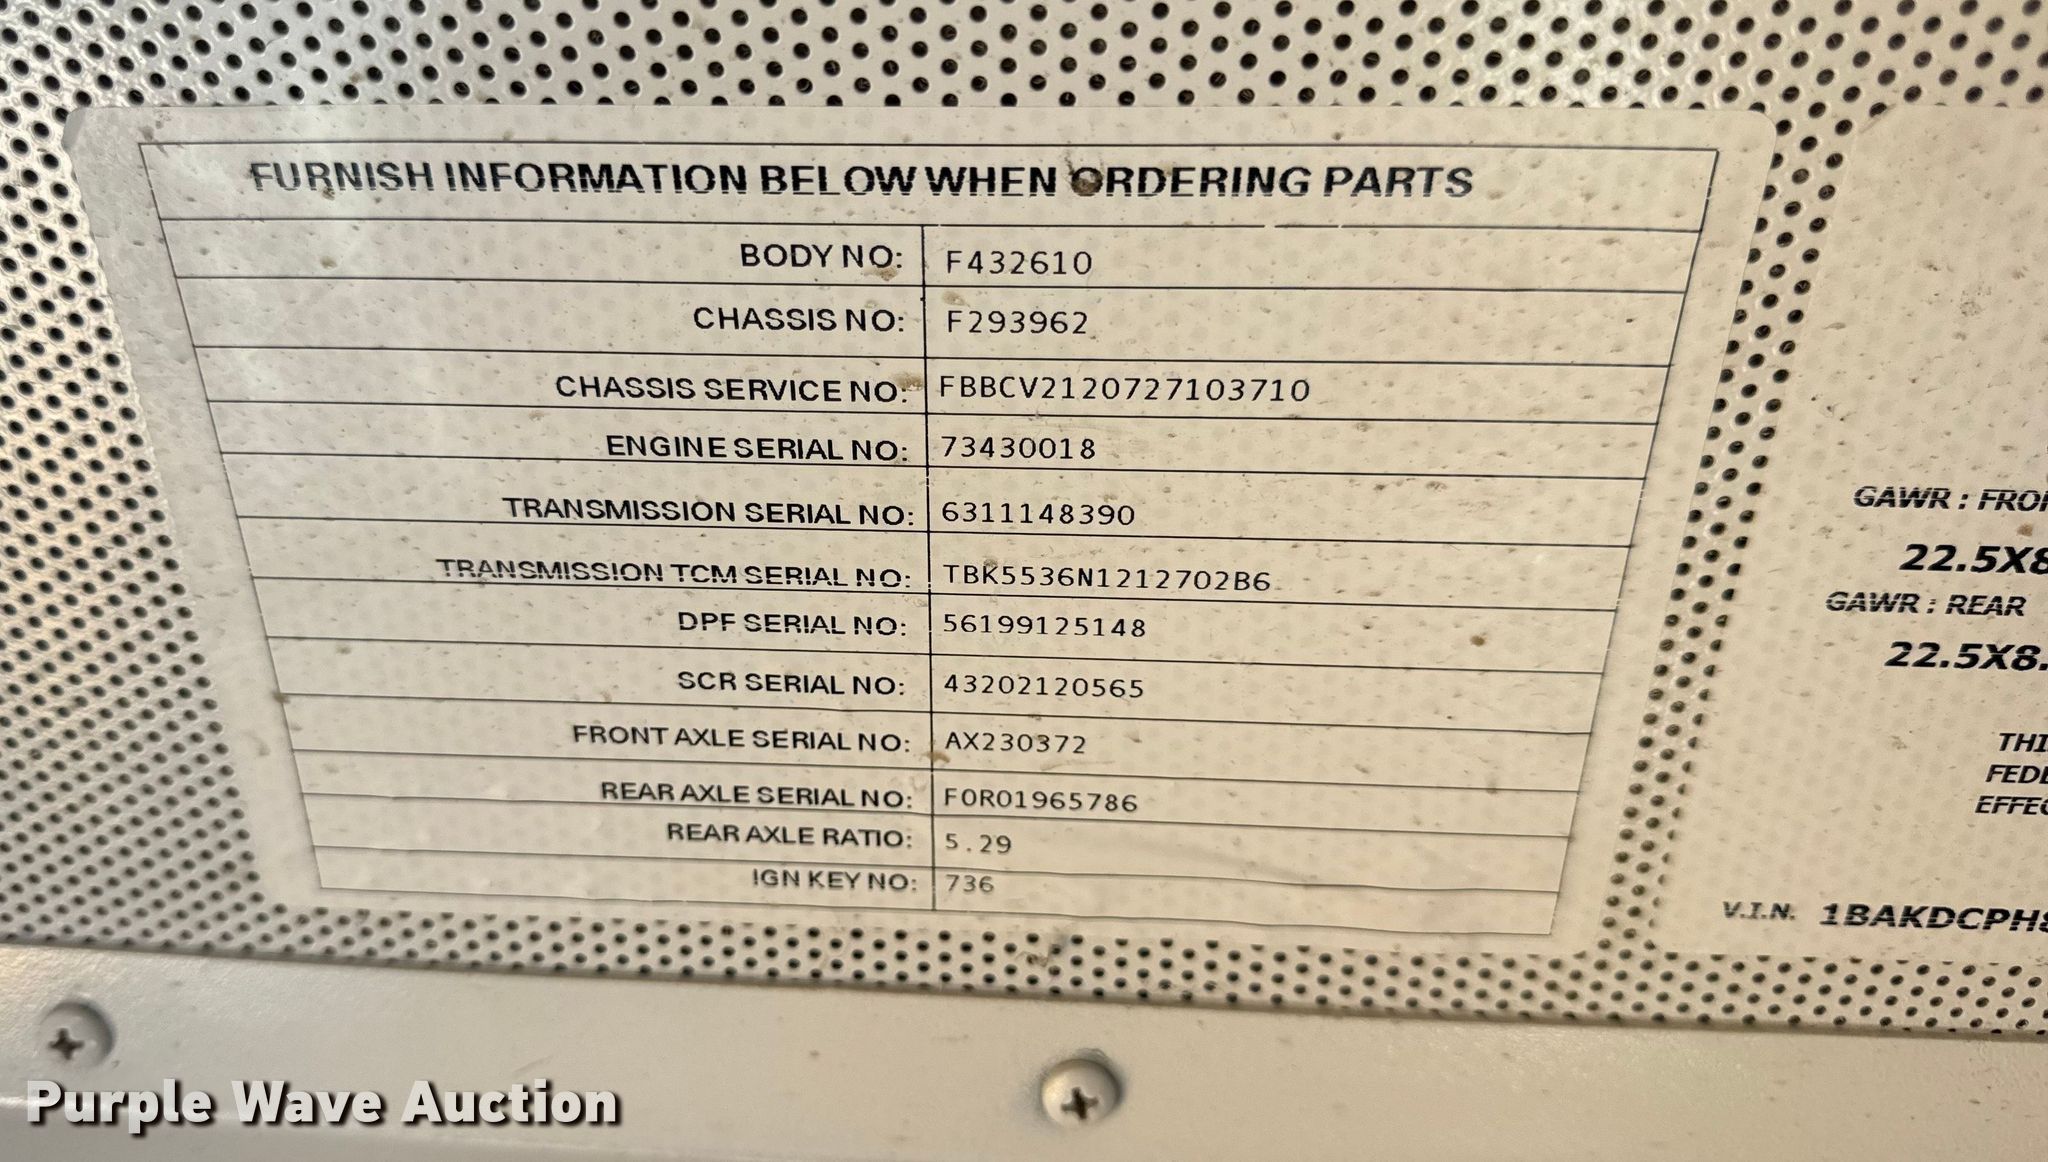 FURNISH INFORMATION BELOW WHEN ORDERING PARTS
BODY NO: F432610
CHASSIS NO: F293962
CHASSIS SERVICE NO: FBBCV2120727103710
ENGINE SERIAL NO: 73430018
TRANSMISSION SERIAL NO: 6311148390
TRANSMISSION TCM SERIAL NO: TBK5536N1212702B6
DPF SERIAL NO: 56199125148
SCR SERIAL NO: 43202120565
FRONT AXLE SERIAL NO: AX230372
REAR AXLE SERIAL NO: F0R01965786
REAR AXLE RATIO: 5.29
IGN KEY NO: 736
GAWR : FRO
22.5X8
GAWR : REAR
22.5X8.
THI
FEDE
EFFEC
V.I.N. 1BAKDCPH8
Purple Wave Auction